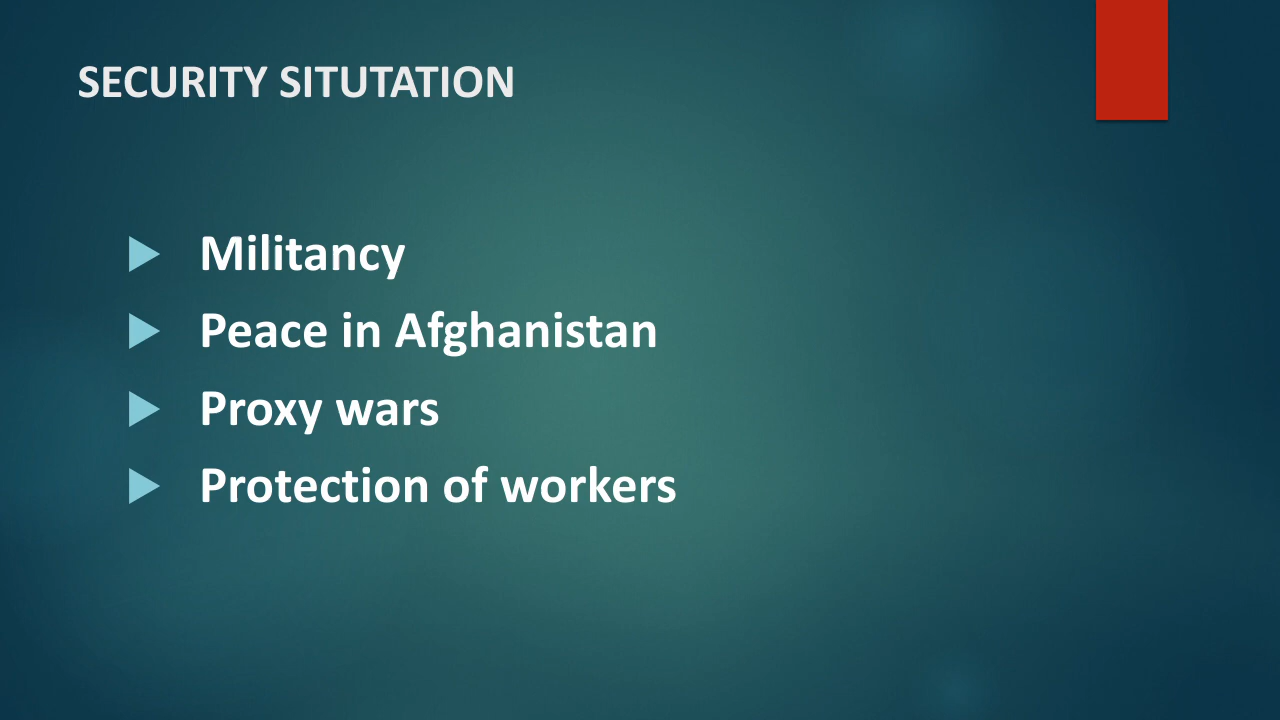 SECURITY SITUTATION
Militancy
Peace in Afghanistan
Proxy wars
Protection of workers